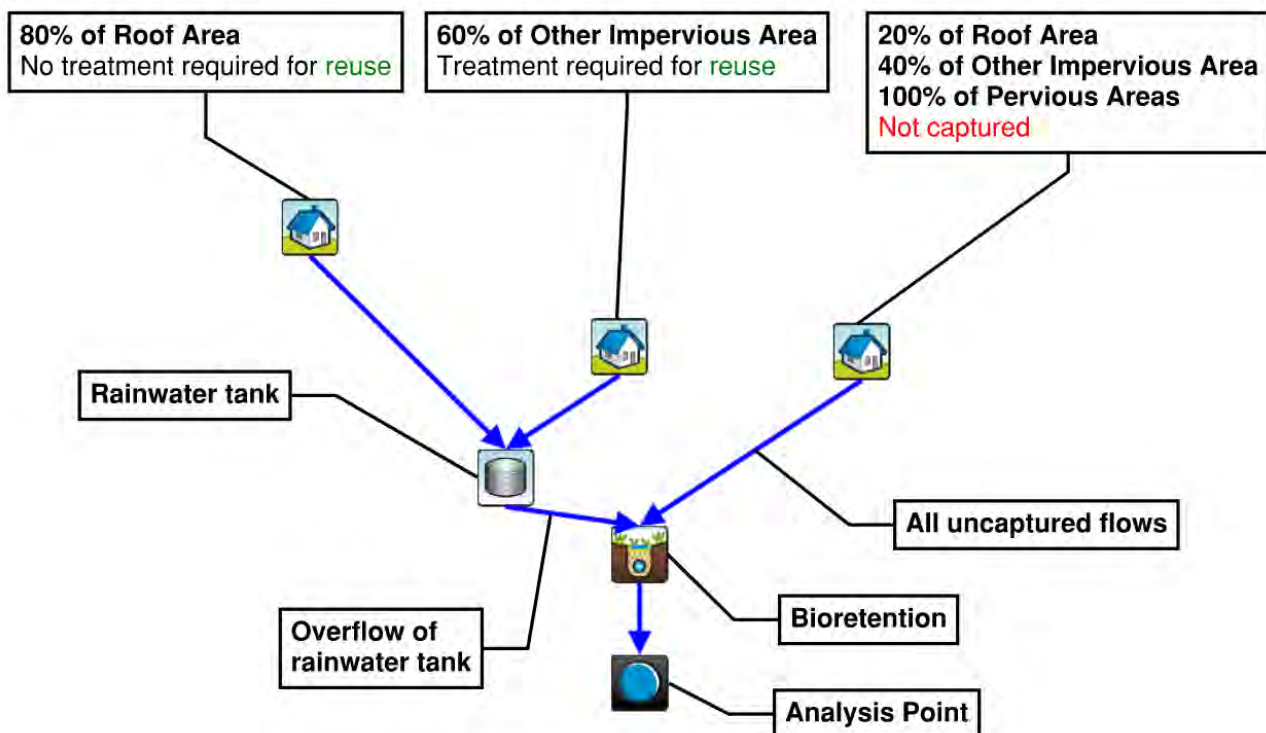 80% of Roof Area
No treatment required for reuse
60% of Other Impervious Area
Treatment required for reuse
20% of Roof Area
40% of Other Impervious Area
100% of Pervious Areas
Not captured
Rainwater tank
All uncaptured flows
Overflow of
rainwater tank
Bioretention
Analysis Point